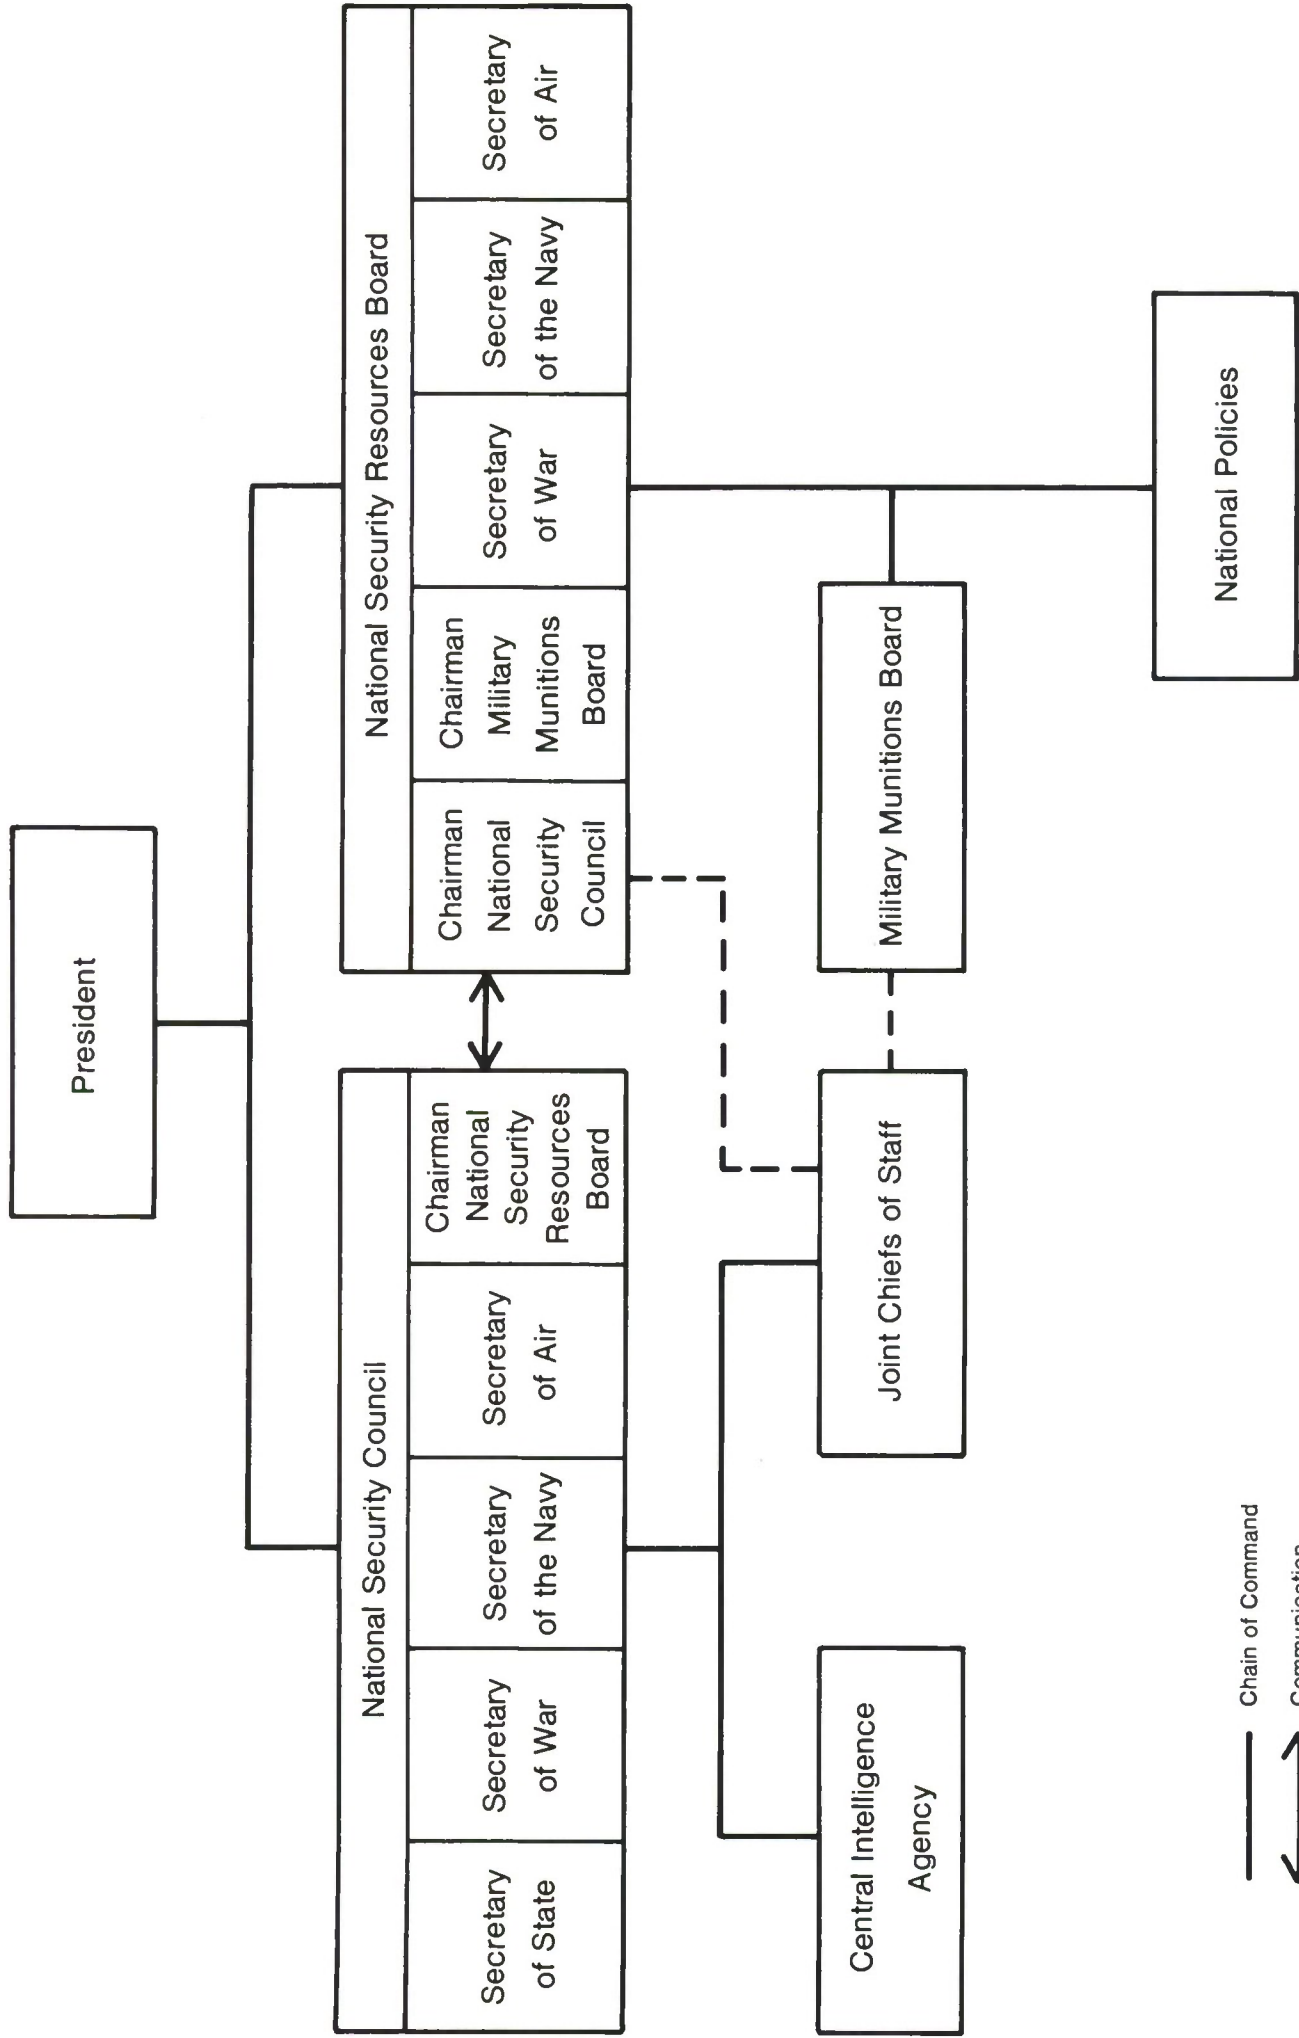 President
National Security Council
Secretary
of State
Secretary
of War
Secretary
of the Navy
Secretary
of Air
Chairman
National
Security
Resources
Board
National Security Resources Board
Chairman
National
Security
Council
Chairman
Military
Munitions
Board
Secretary
of War
Secretary
of the Navy
Secretary
of Air
Central Intelligence
Agency
Joint Chiefs of Staff
Military Munitions Board
National Policies
Chain of Command
Communication